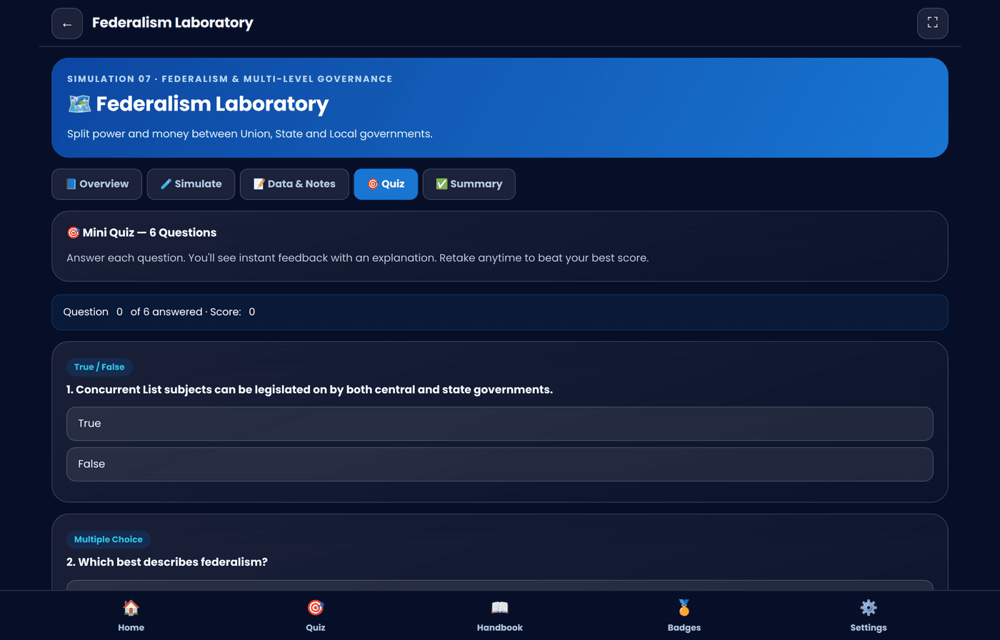 ← Federalism Laboratory
SIMULATION 07 · FEDERALISM & MULTI-LEVEL GOVERNANCE
🗺️ Federalism Laboratory
Split power and money between Union, State and Local governments.
📘 Overview 🧪 Simulate 📝 Data & Notes 🎯 Quiz ✅ Summary
🎯 Mini Quiz — 6 Questions
Answer each question. You'll see instant feedback with an explanation. Retake anytime to beat your best score.
Question 0 of 6 answered · Score: 0
True / False
1. Concurrent List subjects can be legislated on by both central and state governments.
True
False
Multiple Choice
2. Which best describes federalism?
Home Quiz Handbook Badges Settings